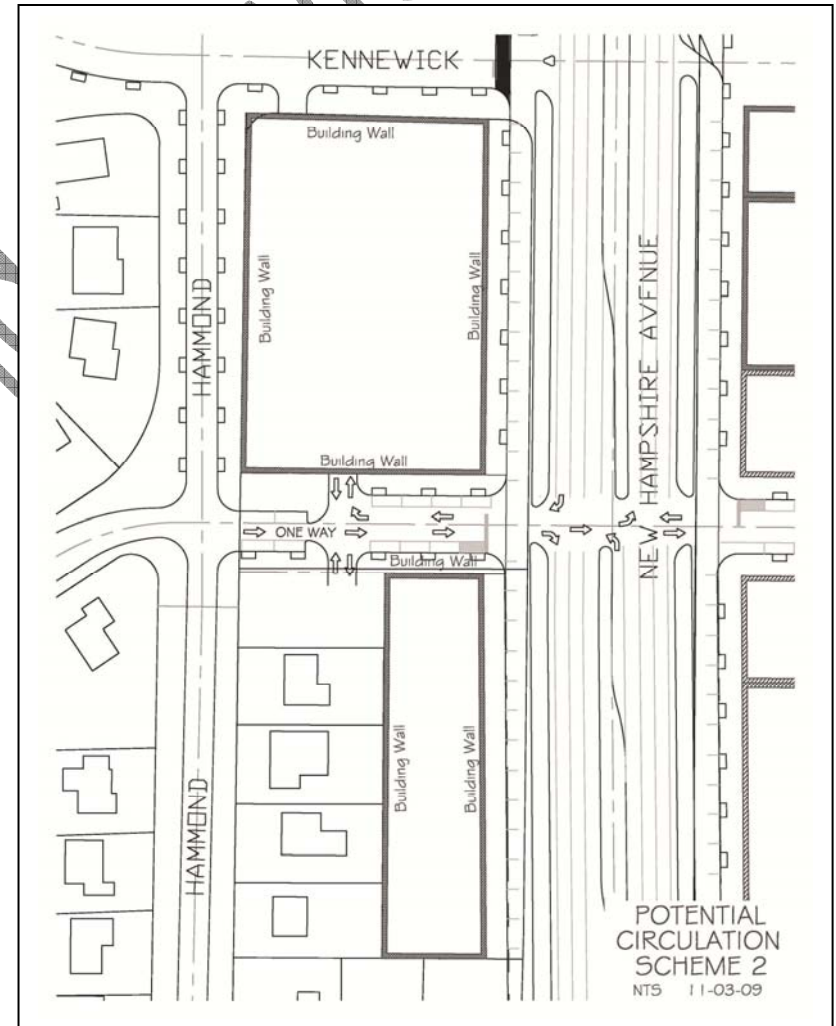 KENNEWICK
Building Wall
Building Wall
Building Wall
HAMMOND
NEW HAMPSHIRE AVENUE
Building Wall
ONE WAY
Building Wall
Building Wall
Building Wall
HAMMOND
POTENTIAL
CIRCULATION
SCHEME 2
NTS 11-03-09